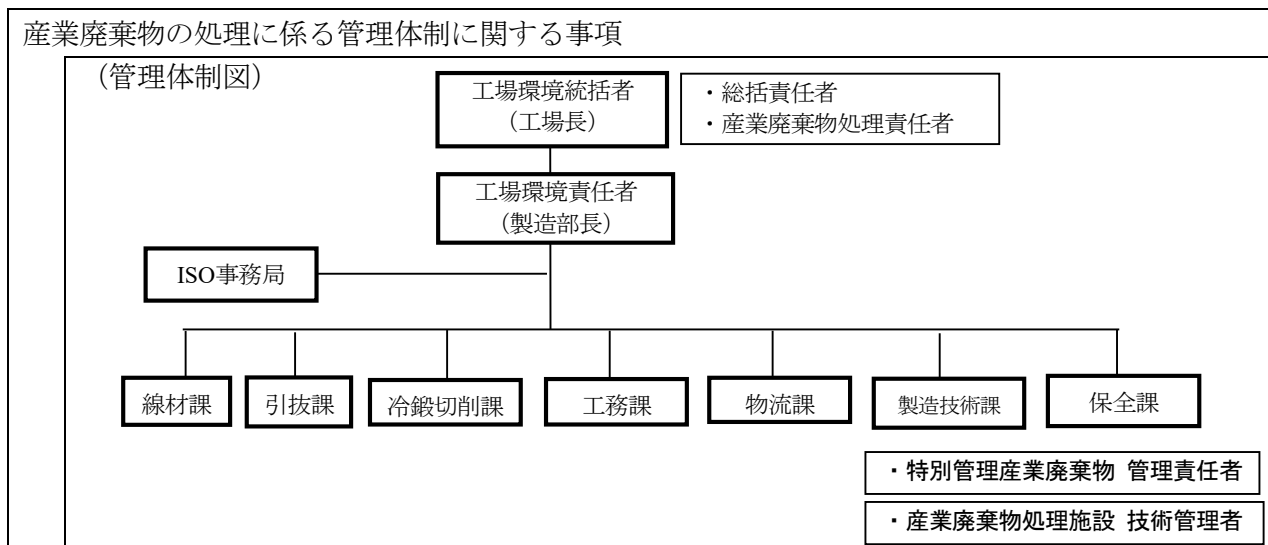 産業廃棄物の処理に係る管理体制に関する事項
（管理体制図）
工場環境統括者
（工場長）
・総括責任者
・産業廃棄物処理責任者
工場環境責任者
（製造部長）
ISO事務局
線材課
引抜課
冷鍛切削課
工務課
物流課
製造技術課
保全課
・特別管理産業廃棄物 管理責任者
・産業廃棄物処理施設 技術管理者